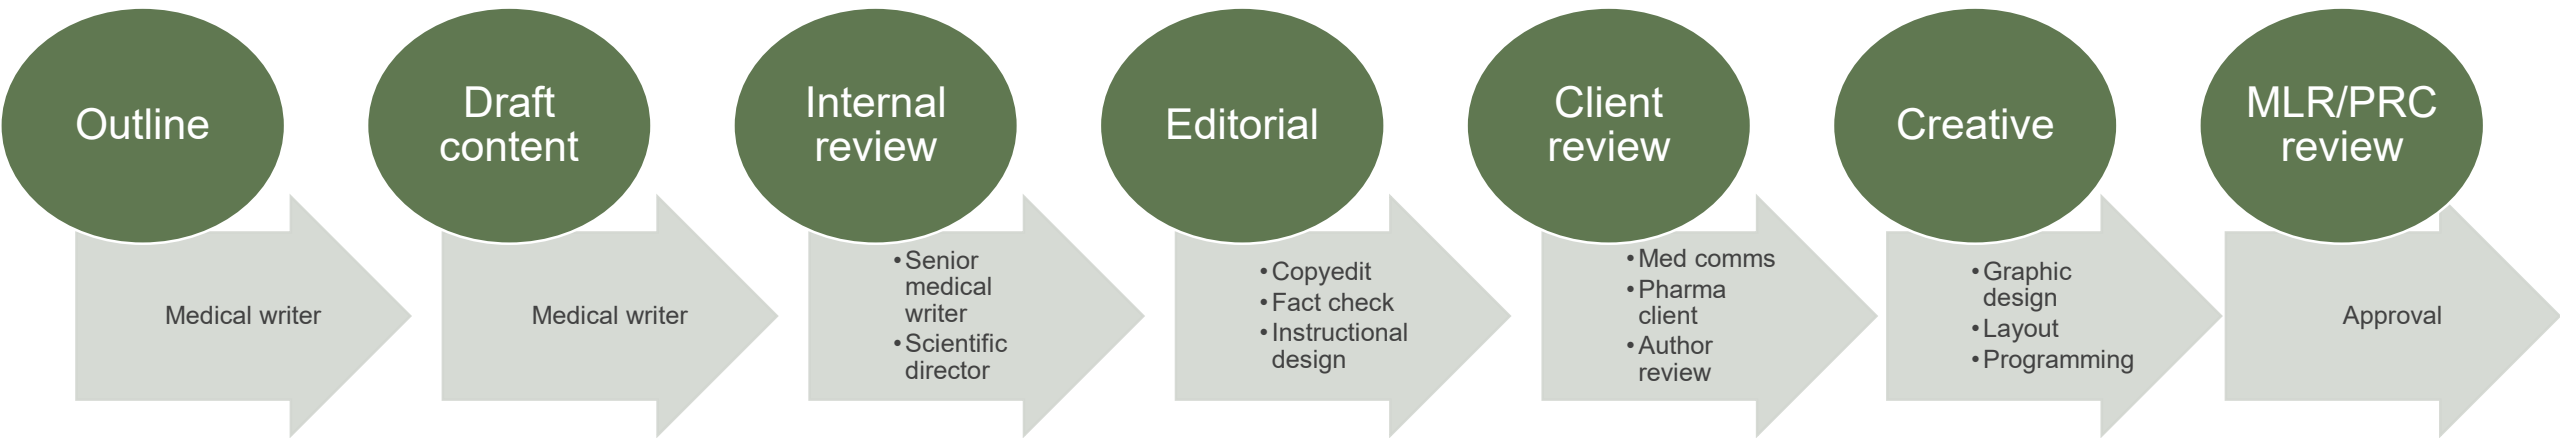 Outline
Medical writer
Draft
content
Medical writer
Internal
review
•Senior
medical
writer
•Scientific
director
Editorial
•Copyedit
•Fact check
•Instructional
design
Client
review
•Med comms
•Pharma
client
•Author
review
Creative
•Graphic
design
•Layout
•Programming
MLR/PRC
review
Approval